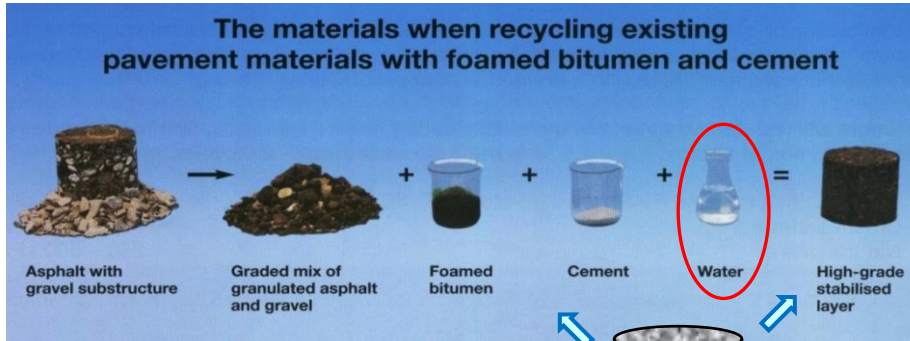 The materials when recycling existing
pavement materials with foamed bitumen and cement
+ + + =
Asphalt with
gravel substructure
Graded mix of
granulated asphalt
and gravel
Foamed
bitumen
Cement
Water
High-grade
stabilised
layer